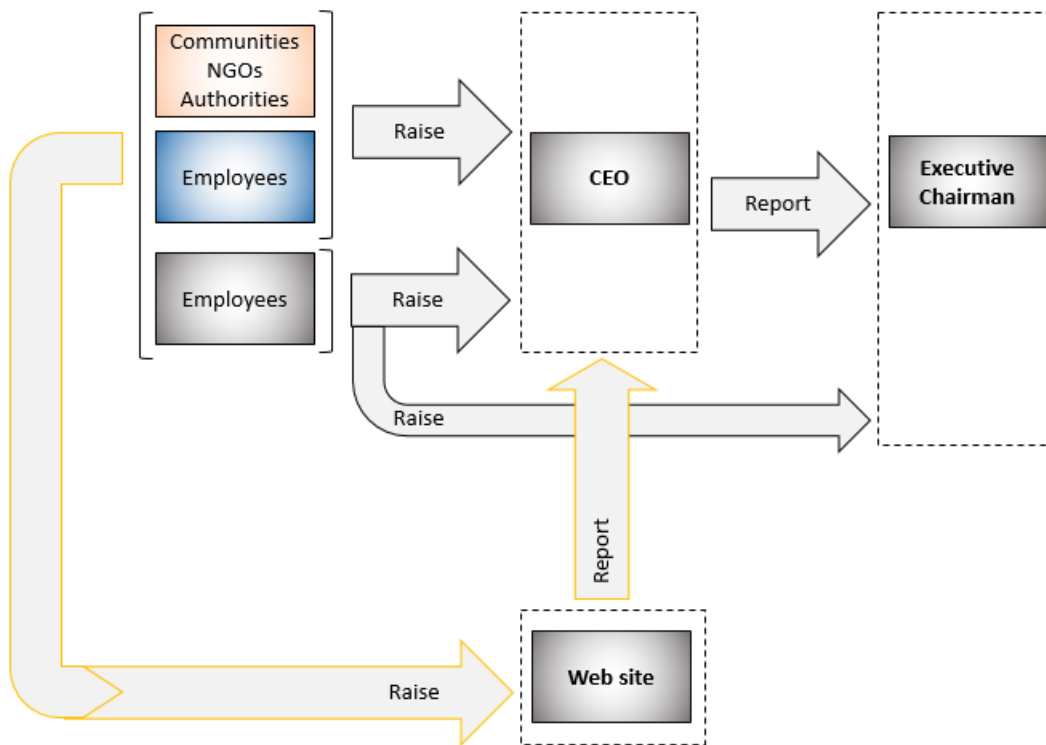 Communities
NGOs
Authorities
Employees
Employees
Raise
Raise
Raise
CEO
Report
Executive
Chairman
Report
Raise
Web site